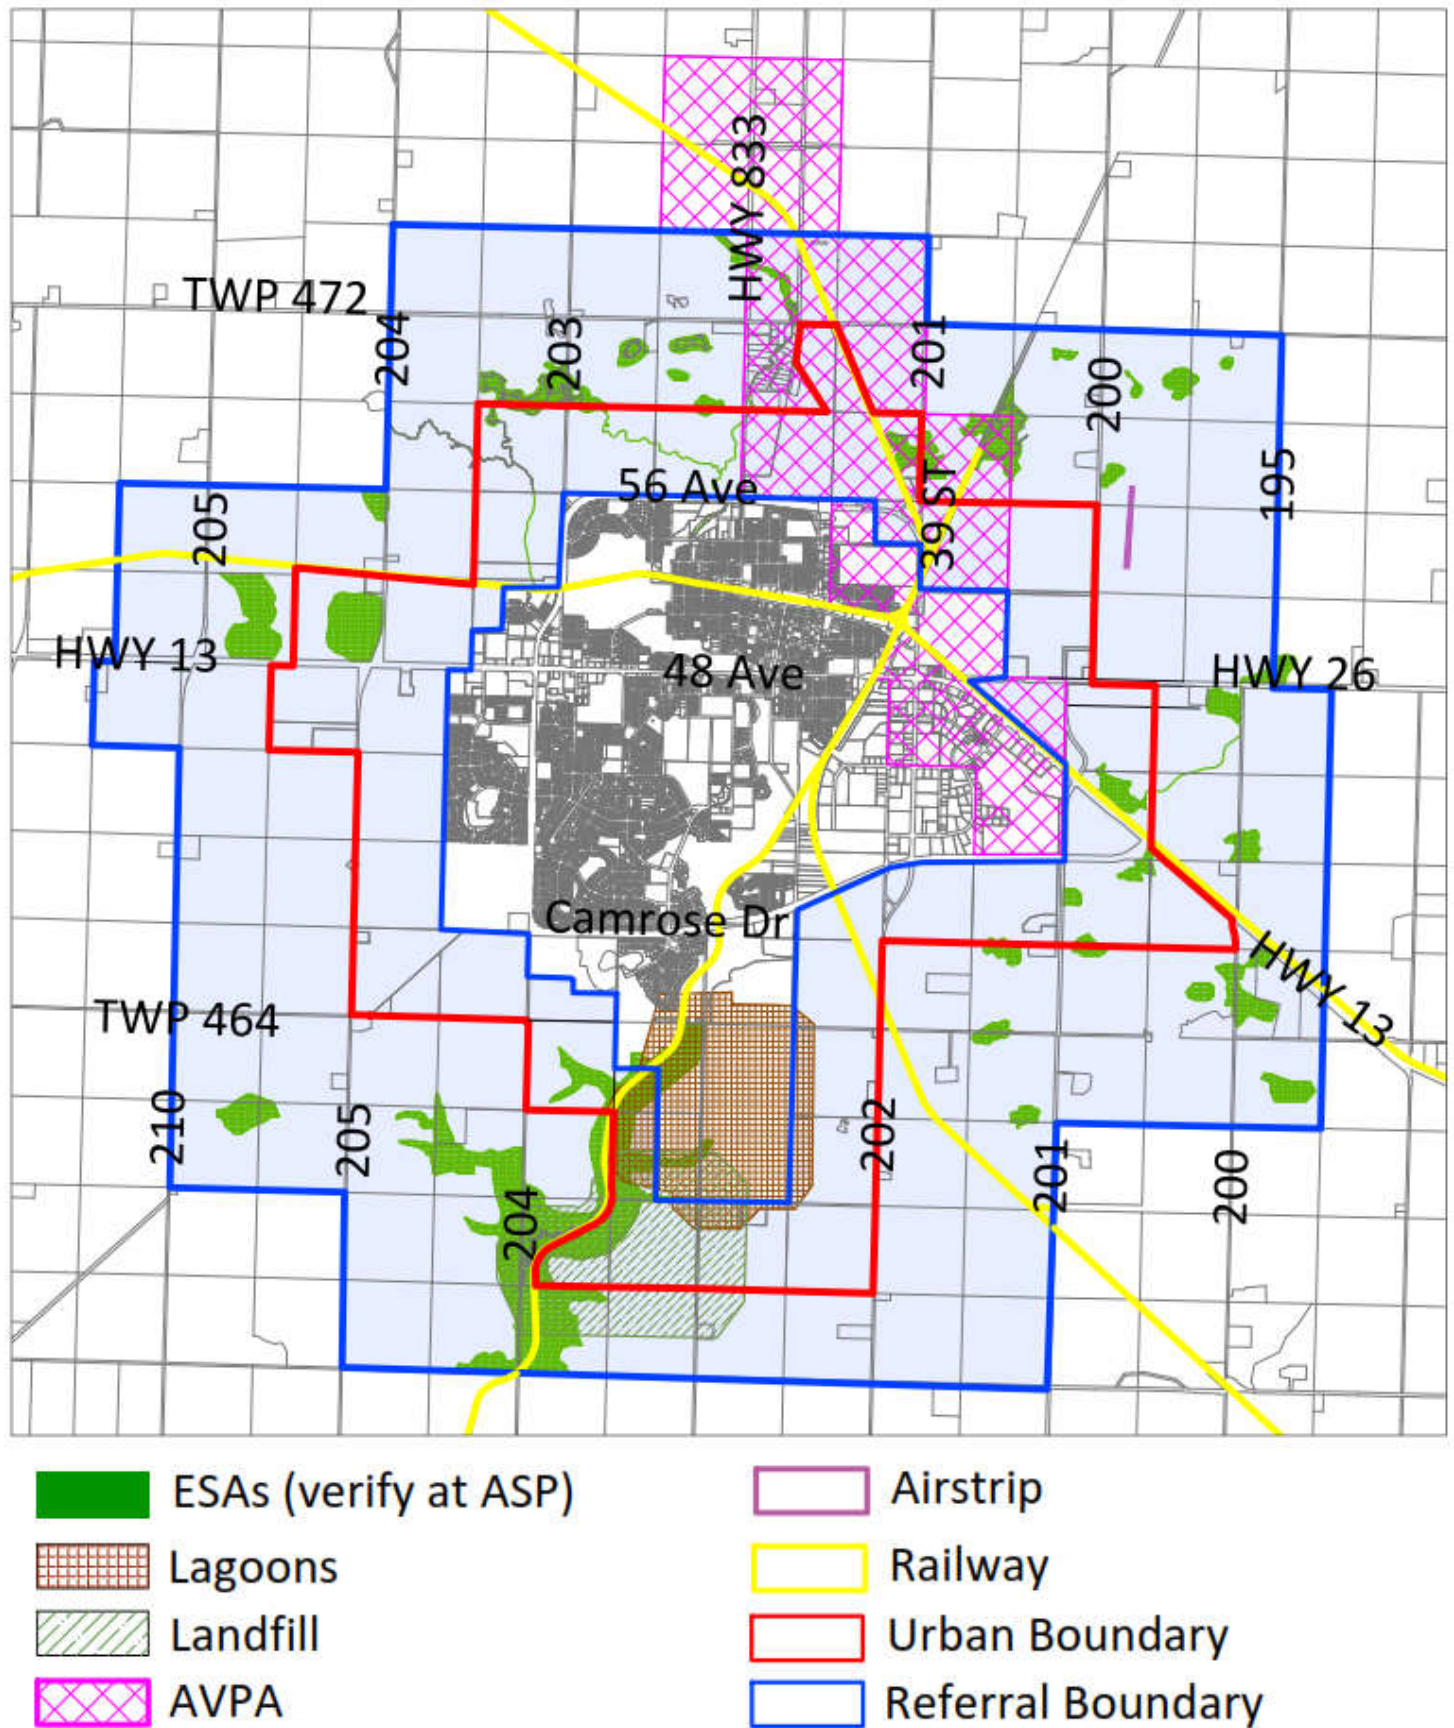 HWY 833
TWP 472
204
203
201
200
56 Ave
195
205
39 ST
HWY 13
48 Ave
HWY 26
Camrose Dr
HWY 13
TWP 464
210
205
202
204
201
200
ESAs (verify at ASP)
Airstrip
Lagoons
Railway
Landfill
Urban Boundary
AVPA
Referral Boundary